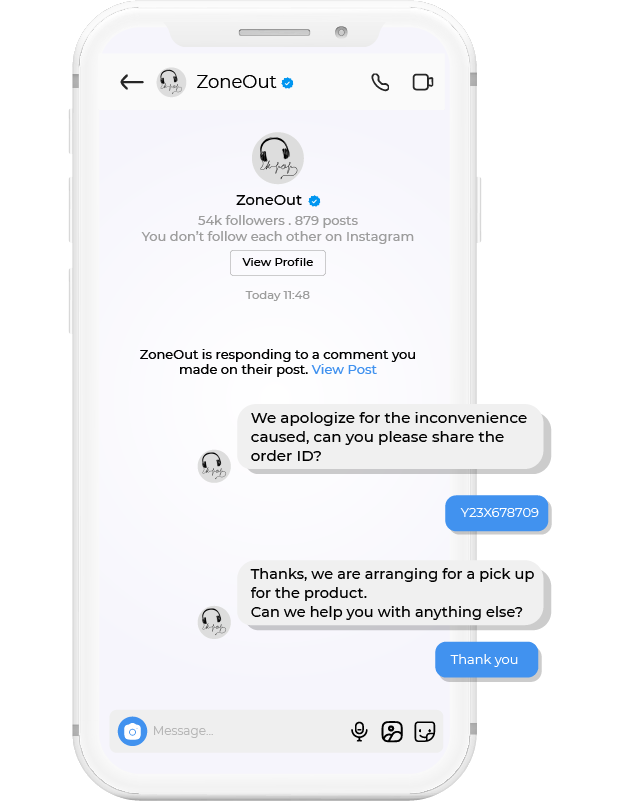 ZoneOut
ZoneOut
54k followers . 879 posts
You don’t follow each other on Instagram
View Profile
Today 11:48
ZoneOut is responding to a comment you
made on their post. View Post
We apologize for the inconvenience
caused, can you please share the
order ID?
Y23X678709
Thanks, we are arranging for a pick up
for the product.
Can we help you with anything else?
Thank you
Message...